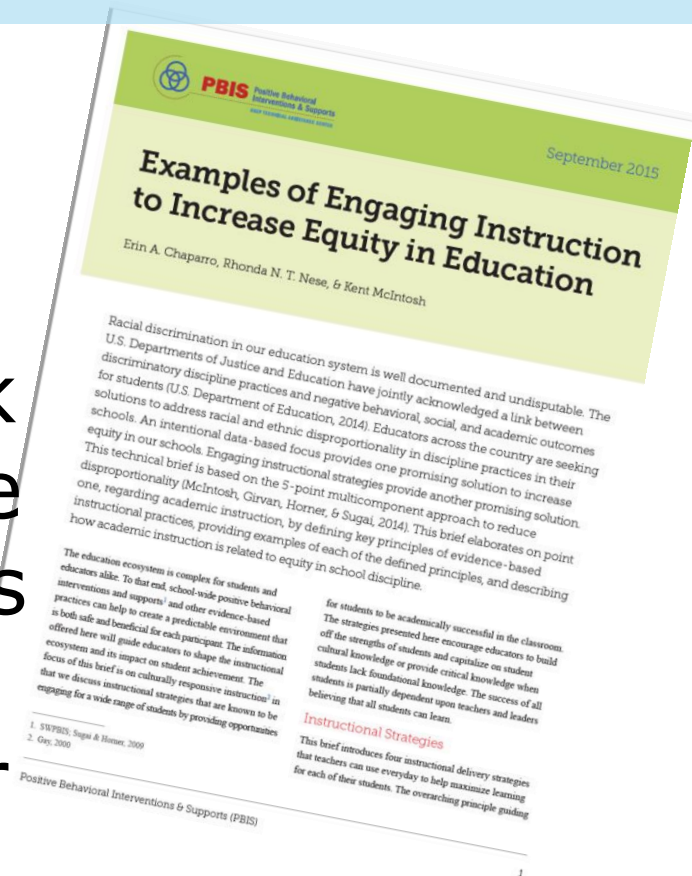 PBIS Positive Behavioral
Interventions & Supports
OSEP TECHNICAL ASSISTANCE CENTER
September 2015
Examples of Engaging Instruction
to Increase Equity in Education
Erin A. Chaparro, Rhonda N. T. Nese, & Kent McIntosh
Racial discrimination in our education system is well documented and undisputable. The
U.S. Departments of Justice and Education have jointly acknowledged a link between
discriminatory discipline practices and negative behavioral, social, and academic outcomes
for students (U.S. Department of Education, 2014). Educators across the country are seeking
solutions to address racial and ethnic disproportionality in discipline practices in their
schools. An intentional data-based focus provides one promising solution to increase
equity in our schools. Engaging instructional strategies provide another promising solution.
This technical brief is based on the 5-point multicomponent approach to reduce
disproportionality (McIntosh, Girvan, Horner, & Sugai, 2014). This brief elaborates on point
one, regarding academic instruction, by defining key principles of evidence-based
instructional practices, providing examples of each of the defined principles, and describing
how academic instruction is related to equity in school discipline.
The education ecosystem is complex for students and
educators alike. To that end, school-wide positive behavioral
interventions and supports¹ and other evidence-based
practices can help to create a predictable environment that
is both safe and beneficial for each participant. The information
offered here will guide educators to shape the instructional
ecosystem and its impact on student achievement. The
focus of this brief is on culturally responsive instruction² in
that we discuss instructional strategies that are known to be
engaging for a wide range of students by providing opportunities
1. SWPBIS; Sugai & Horner, 2009
2. Gay, 2000
for students to be academically successful in the classroom.
The strategies presented here encourage educators to build
off the strengths of students and capitalize on student
cultural knowledge or provide critical knowledge when
students lack foundational knowledge. The success of all
students is partially dependent upon teachers and leaders
believing that all students can learn.
Instructional Strategies
This brief introduces four instructional delivery strategies
that teachers can use everyday to help maximize learning
for each of their students. The overarching principle guiding
Positive Behavioral Interventions & Supports (PBIS)
1
k
e
s